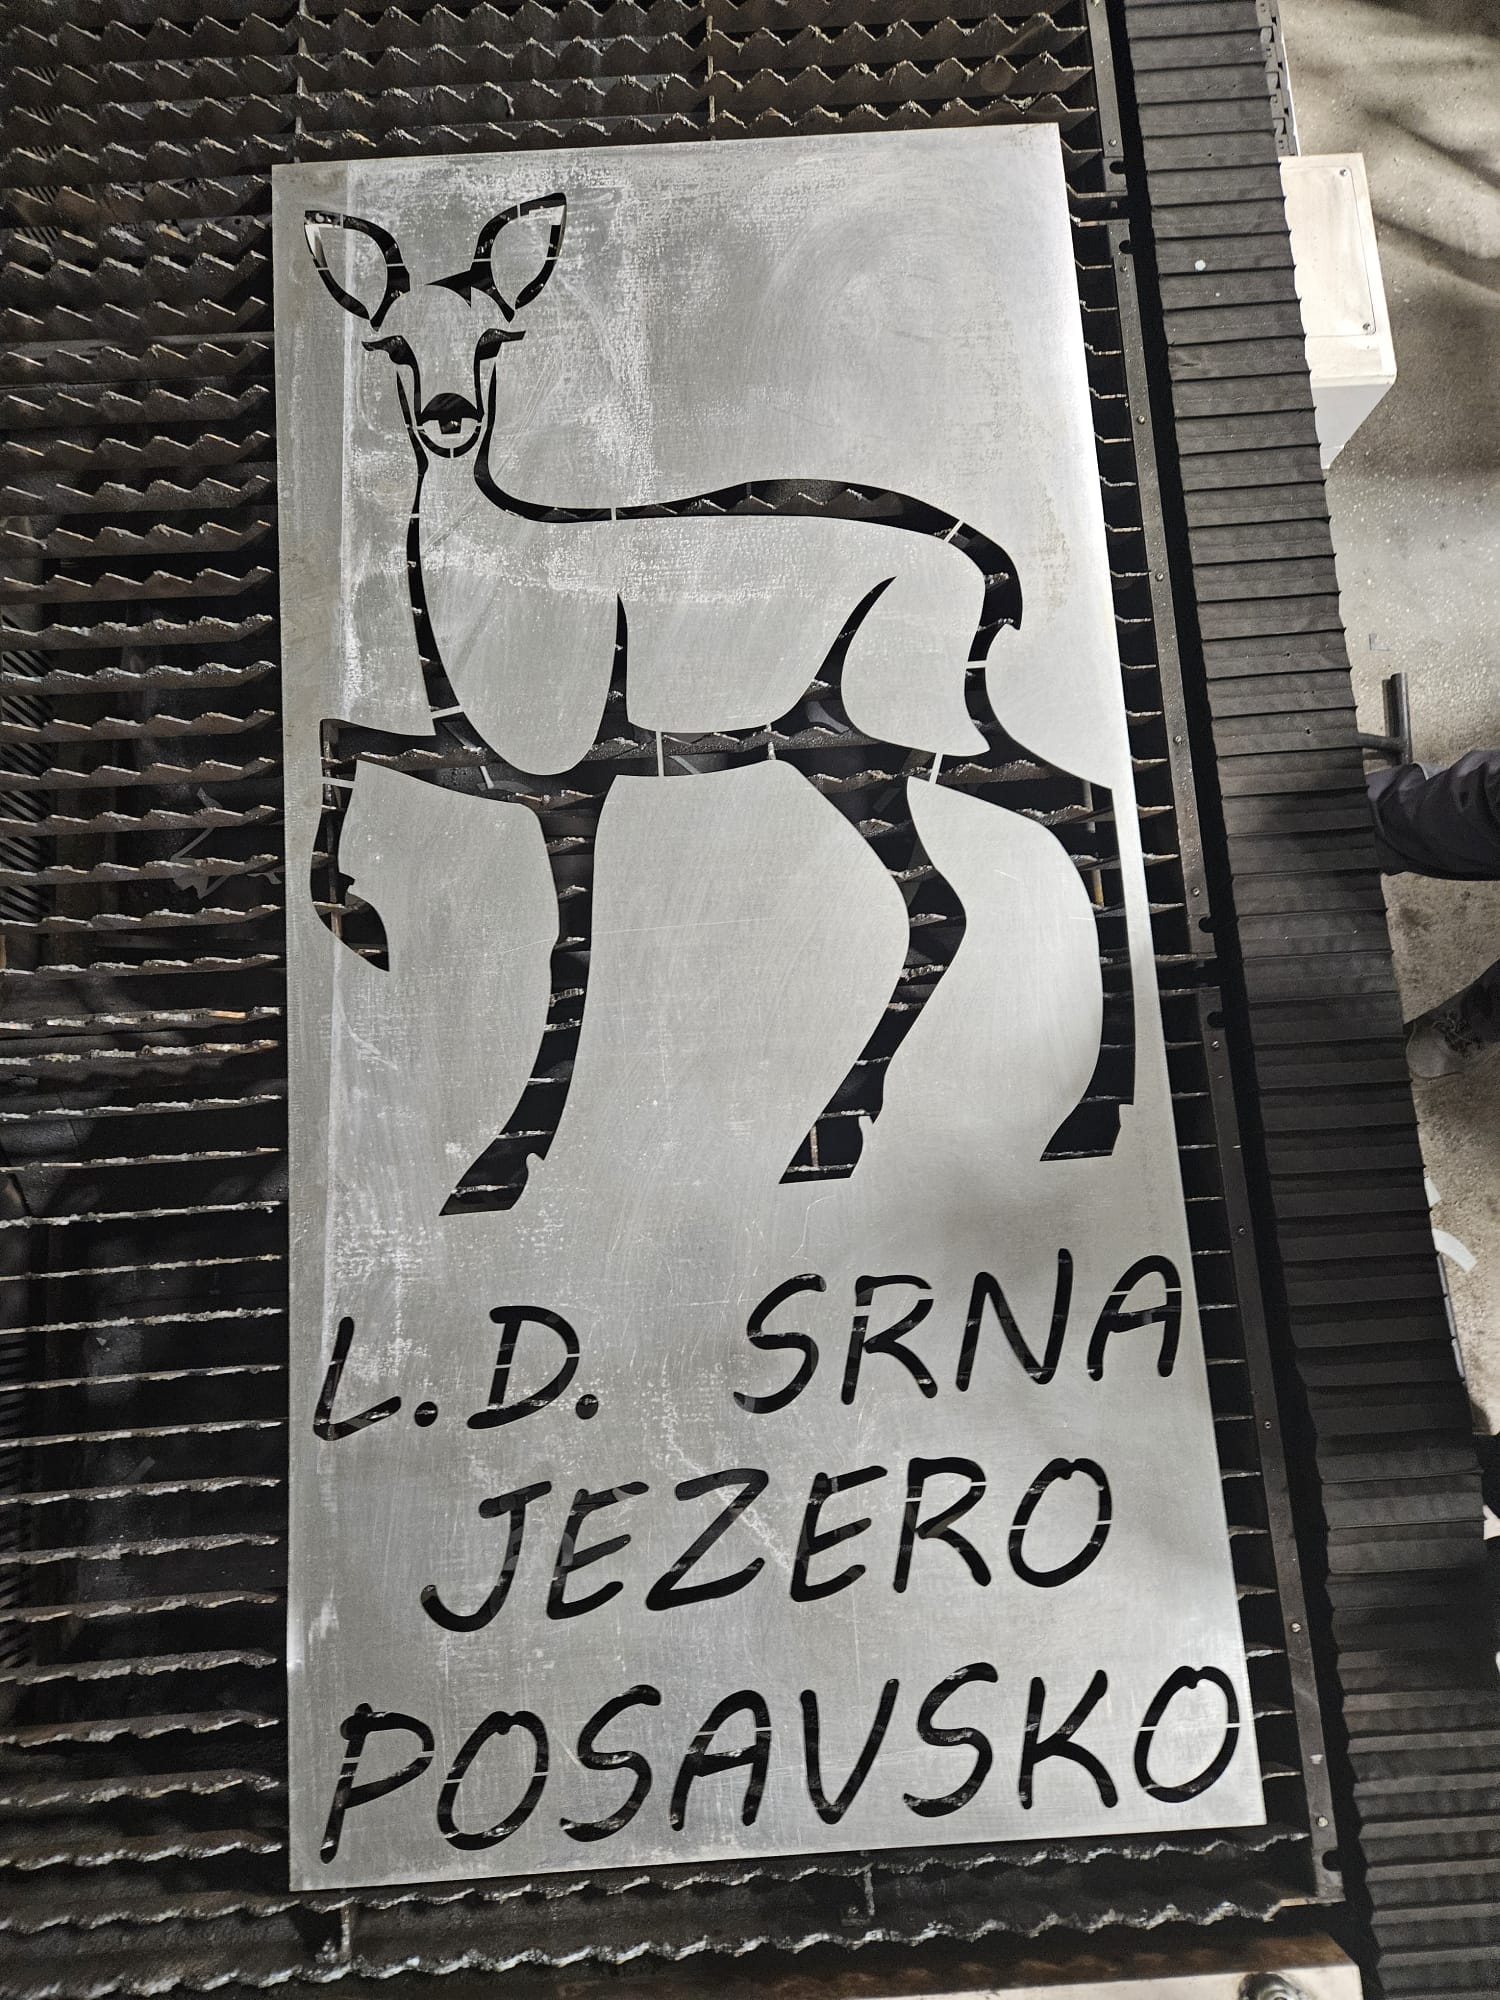 L.D. SRNA
JEZERO
POSAVSKO